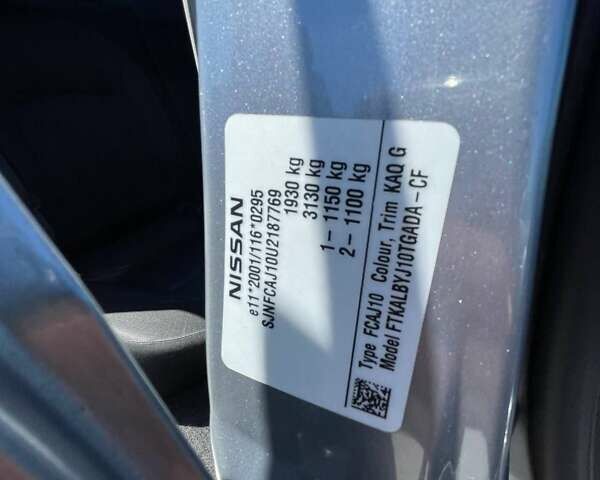 NISSAN
e11*2001/116*0295
SJNFCAJ10U2187769
1930 kg
3130 kg
1- 1150 kg
2- 1100 kg
Type FCAJ10 Colour, Trim KAQ G
Model FTKALBYJ10TGADA-CF